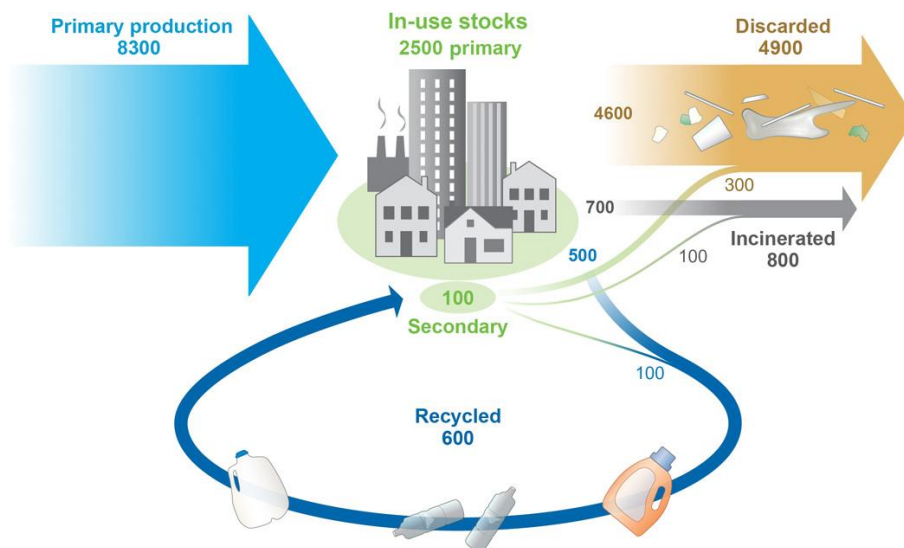 Primary production
8300
In-use stocks
2500 primary
Discarded
4900
4600
300
700
Incinerated
800
500
100
100
Secondary
100
Recycled
600